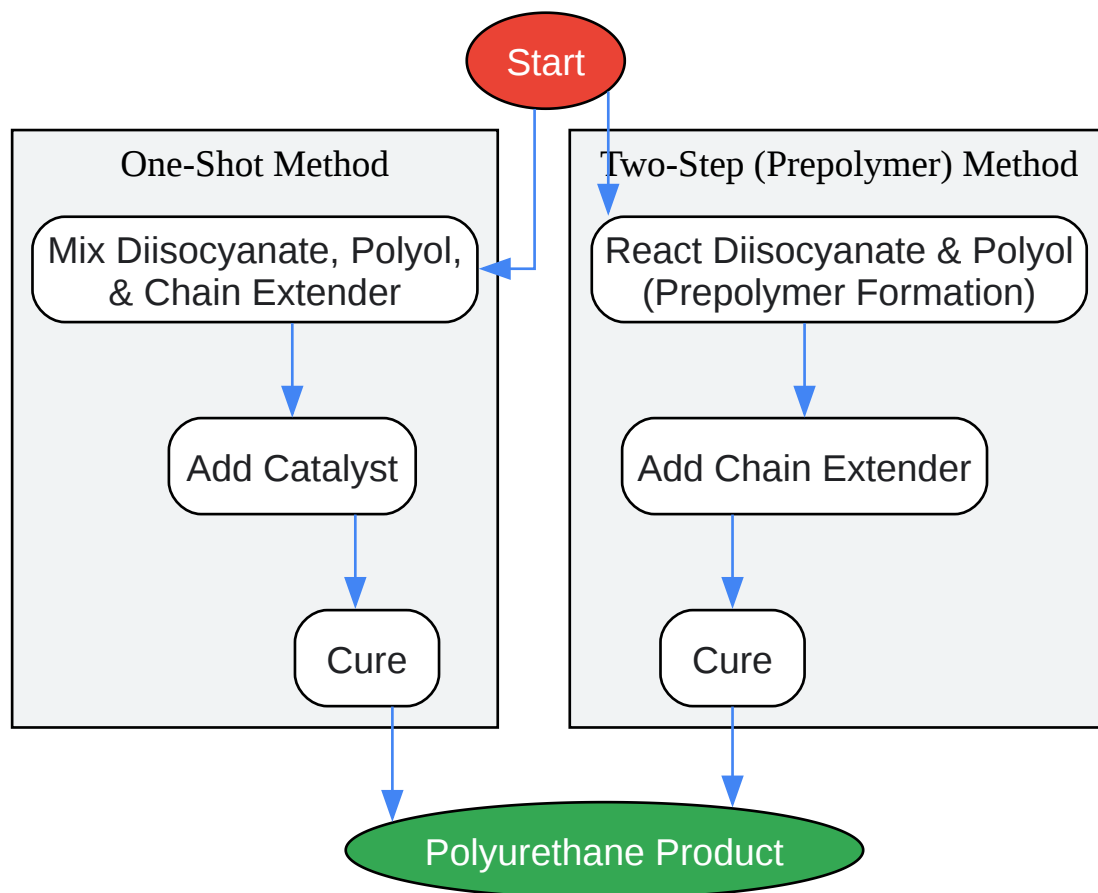 Start
One-Shot Method
Mix Diisocyanate, Polyol,
& Chain Extender
Add Catalyst
Cure
Two-Step (Prepolymer) Method
React Diisocyanate & Polyol
(Prepolymer Formation)
Add Chain Extender
Cure
Polyurethane Product